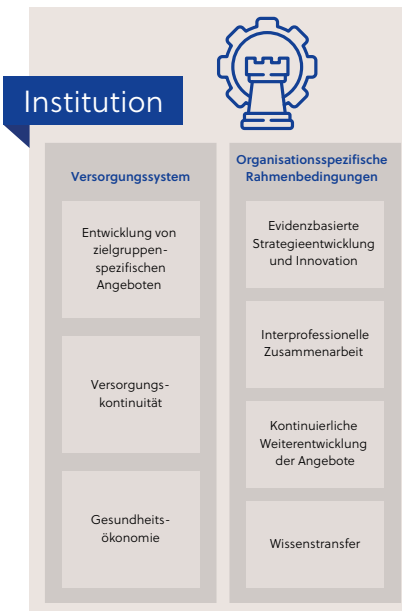 Institution
Versorgungssystem
Entwicklung von
zielgruppen-
spezifischen
Angeboten
Versorgungs-
kontinuität
Gesundheits-
ökonomie
Organisationsspezifische
Rahmenbedingungen
Evidenzbasierte
Strategieentwicklung
und Innovation
Interprofessionelle
Zusammenarbeit
Kontinuierliche
Weiterentwicklung
der Angebote
Wissenstransfer